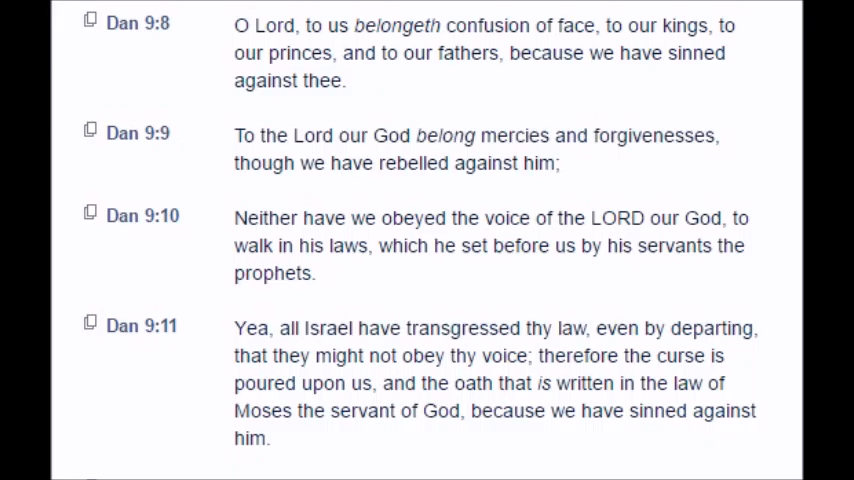 Dan 9:8 O Lord, to us belongeth confusion of face, to our kings, to
our princes, and to our fathers, because we have sinned
against thee.
Dan 9:9 To the Lord our God belong mercies and forgivenesses,
though we have rebelled against him;
Dan 9:10 Neither have we obeyed the voice of the LORD our God, to
walk in his laws, which he set before us by his servants the
prophets.
Dan 9:11 Yea, all Israel have transgressed thy law, even by departing,
that they might not obey thy voice; therefore the curse is
poured upon us, and the oath that is written in the law of
Moses the servant of God, because we have sinned against
him.